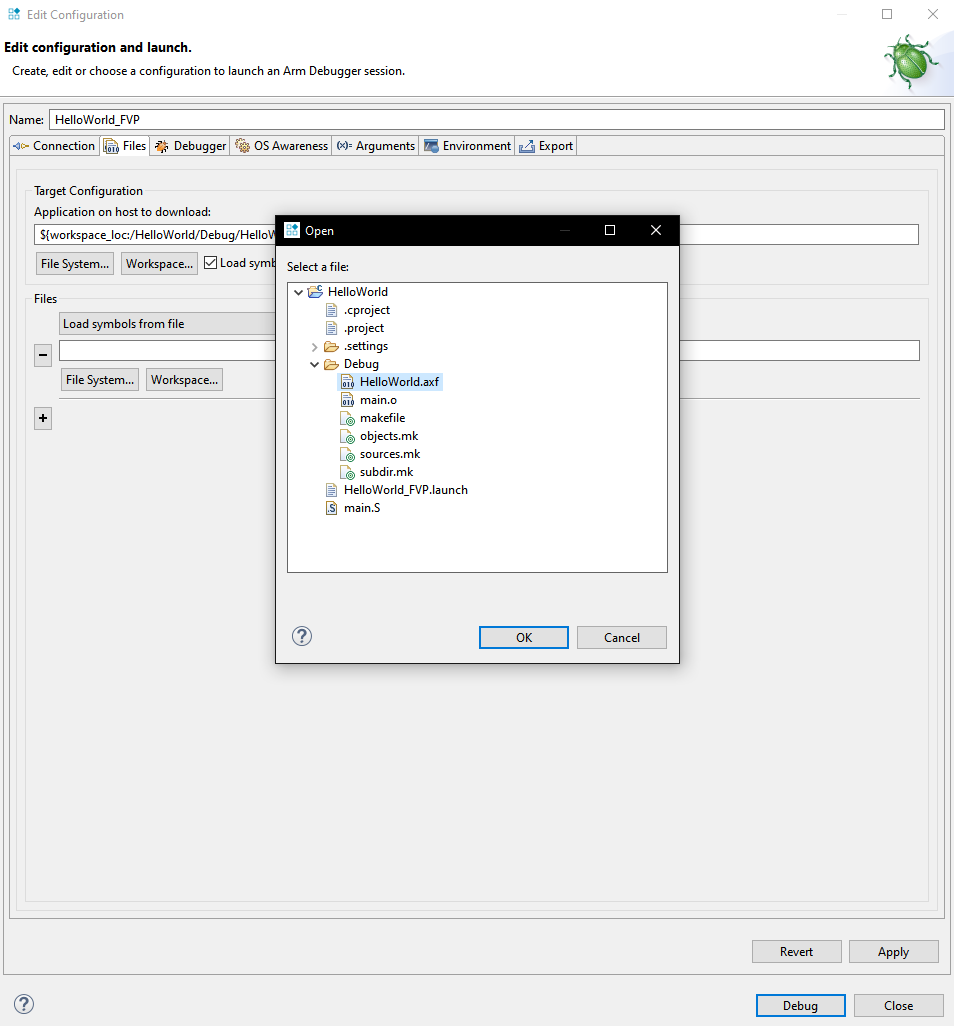 Edit Configuration
Edit configuration and launch.
Create, edit or choose a configuration to launch an Arm Debugger session.
Name: HelloWorld_FVP
Connection Files Debugger OS Awareness (x)= Arguments Environment Export
Target Configuration
Application on host to download:
${workspace_loc:/HelloWorld/Debug/HelloW
File System... Workspace... Load symb
Files
Load symbols from file
File System... Workspace...
Open
Select a file:
HelloWorld
.cproject
.project
.settings
Debug
HelloWorld.axf
main.o
makefile
objects.mk
sources.mk
subdir.mk
HelloWorld_FVP.launch
main.S
OK Cancel
Revert Apply
Debug Close